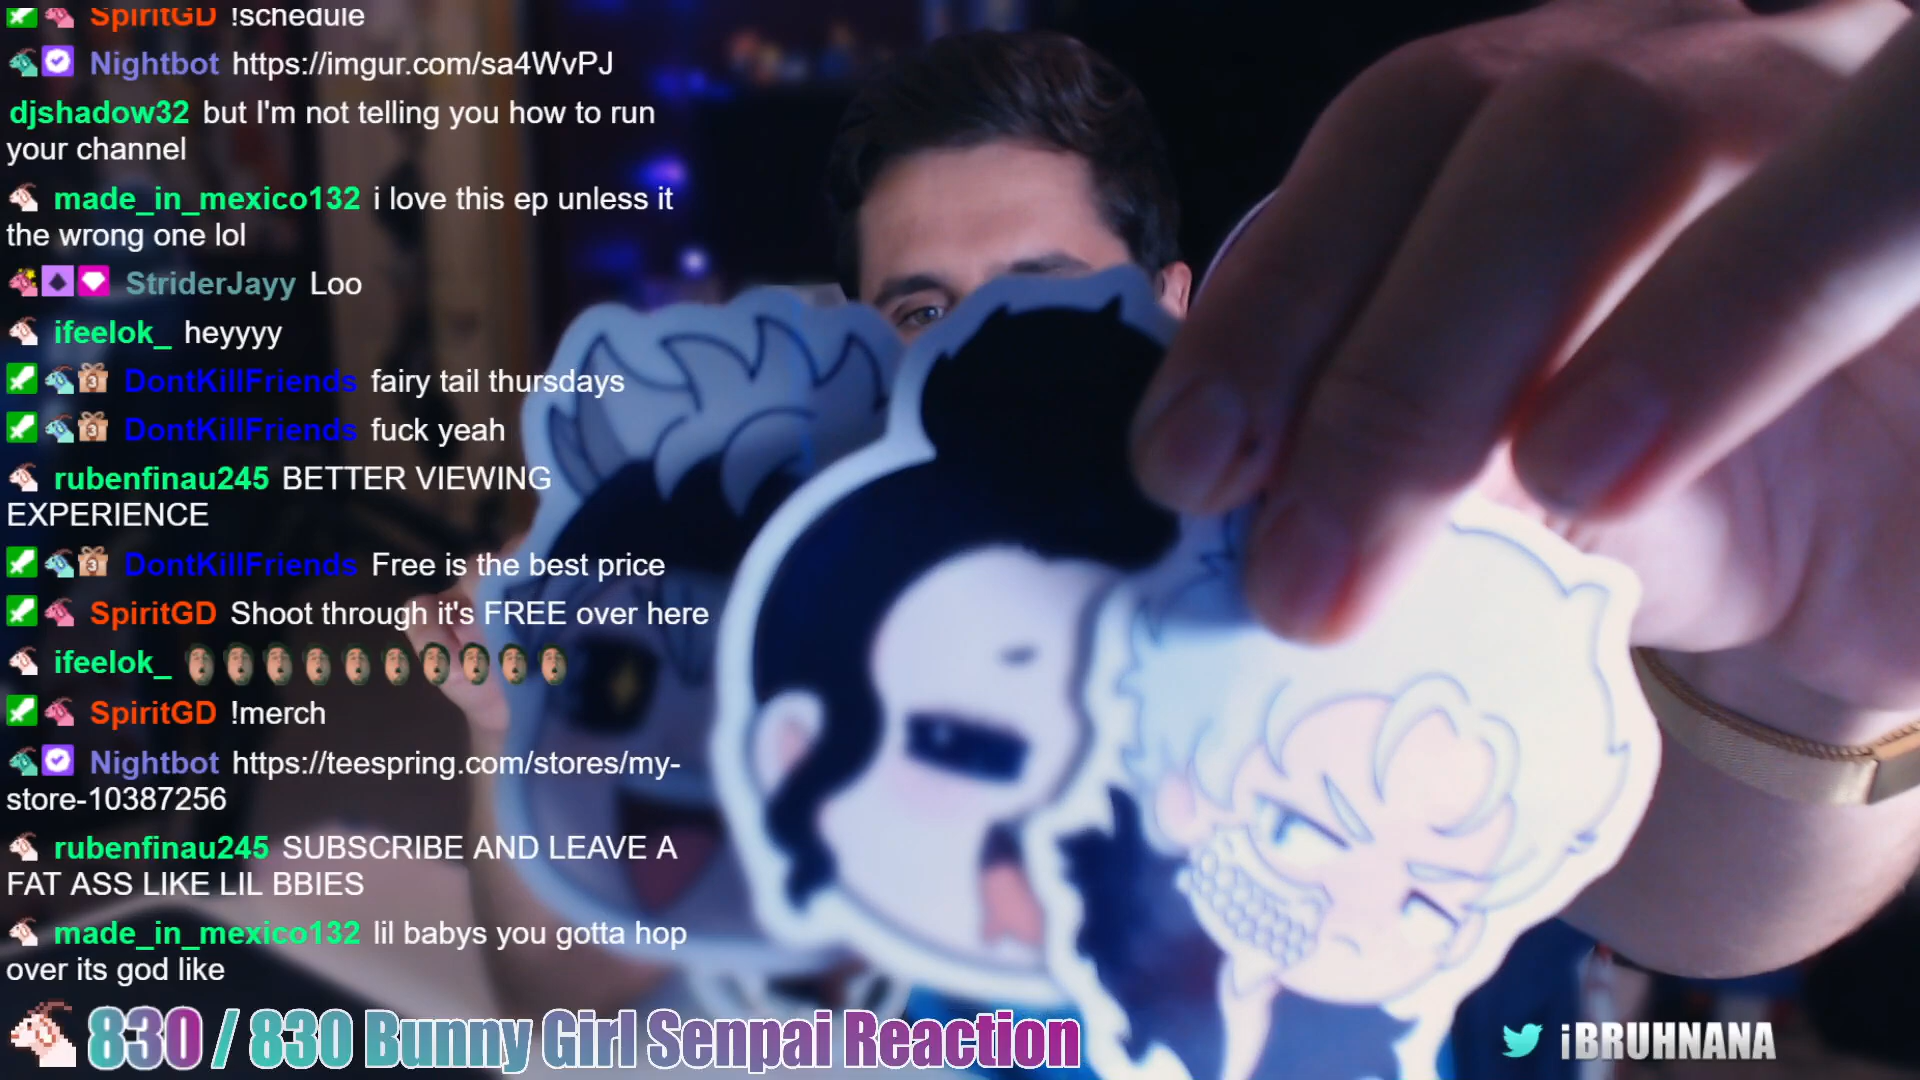 SpiritGD !schedule
Nightbot https://imgur.com/sa4WvPJ
djshadow32 but I'm not telling you how to run
your channel
made_in_mexico132 i love this ep unless it
the wrong one lol
StriderJayy Loo
ifeelok_ heyyyy
3 DontKillFriends fairy tail thursdays
3 DontKillFriends fuck yeah
rubenfinau245 BETTER VIEWING
EXPERIENCE
3 DontKillFriends Free is the best price
SpiritGD Shoot through it's FREE over here
ifeelok_
SpiritGD !merch
Nightbot https://teespring.com/stores/my-
store-10387256
rubenfinau245 SUBSCRIBE AND LEAVE A
FAT ASS LIKE LIL BBIES
made_in_mexico132 lil babys you gotta hop
over its god like
830 / 830 Bunny Girl Senpai Reaction
iBRUHNANA